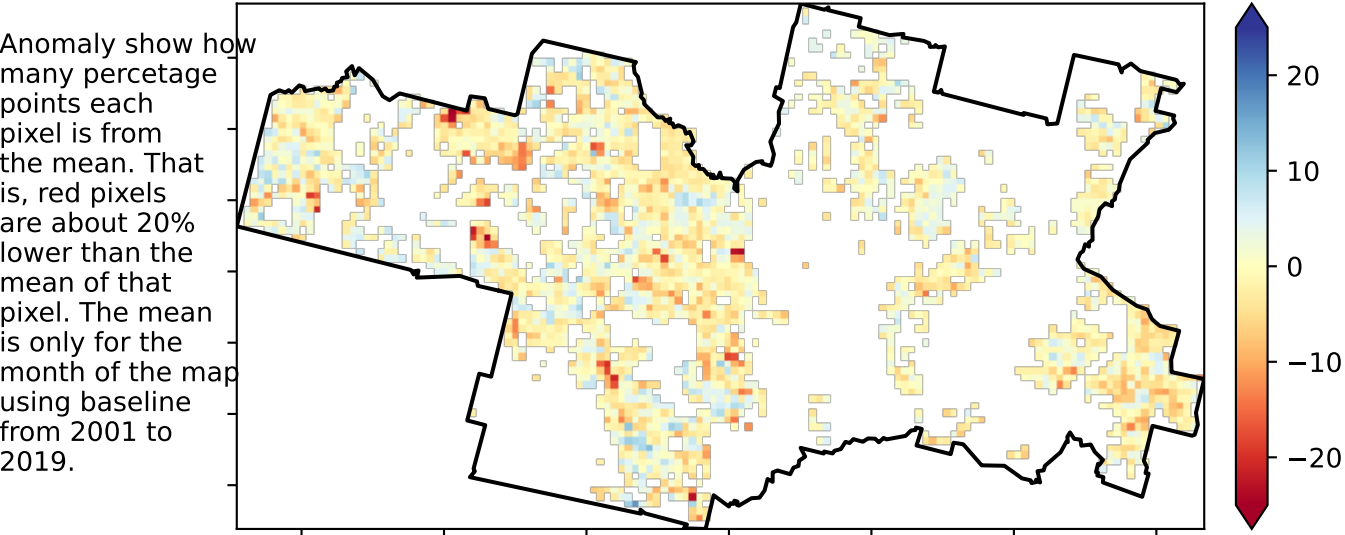 Anomaly show how
many percetage
points each
pixel is from
the mean. That
is, red pixels
are about 20%
lower than the
mean of that
pixel. The mean
is only for the
month of the map
using baseline
from 2001 to
2019.
20
10
0
−10
−20